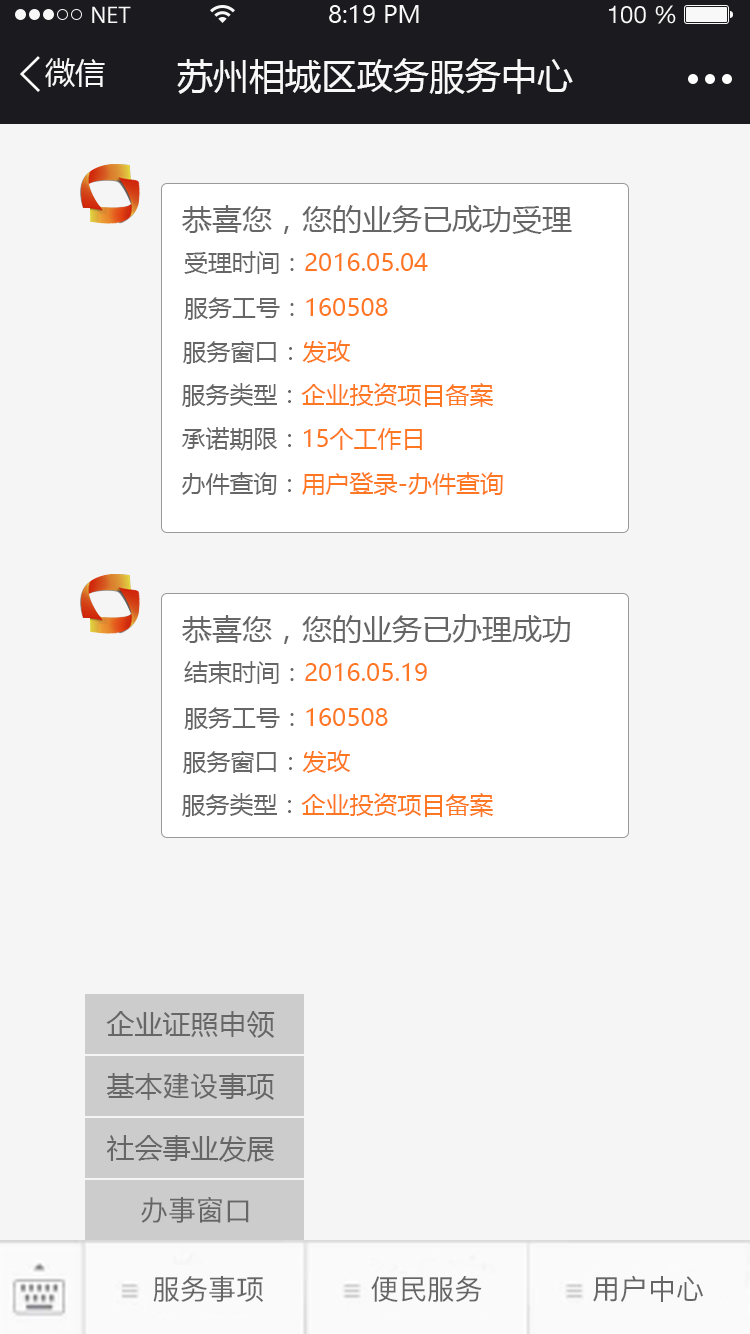 NET 8:19 PM 100 %
微信 苏州相城区政务服务中心
恭喜您，您的业务已成功受理
受理时间：2016.05.04
服务工号：160508
服务窗口：发改
服务类型：企业投资项目备案
承诺期限：15个工作日
办件查询：用户登录-办件查询
恭喜您，您的业务已办理成功
结束时间：2016.05.19
服务工号：160508
服务窗口：发改
服务类型：企业投资项目备案
企业证照申领
基本建设事项
社会事业发展
办事窗口
服务事项 便民服务 用户中心